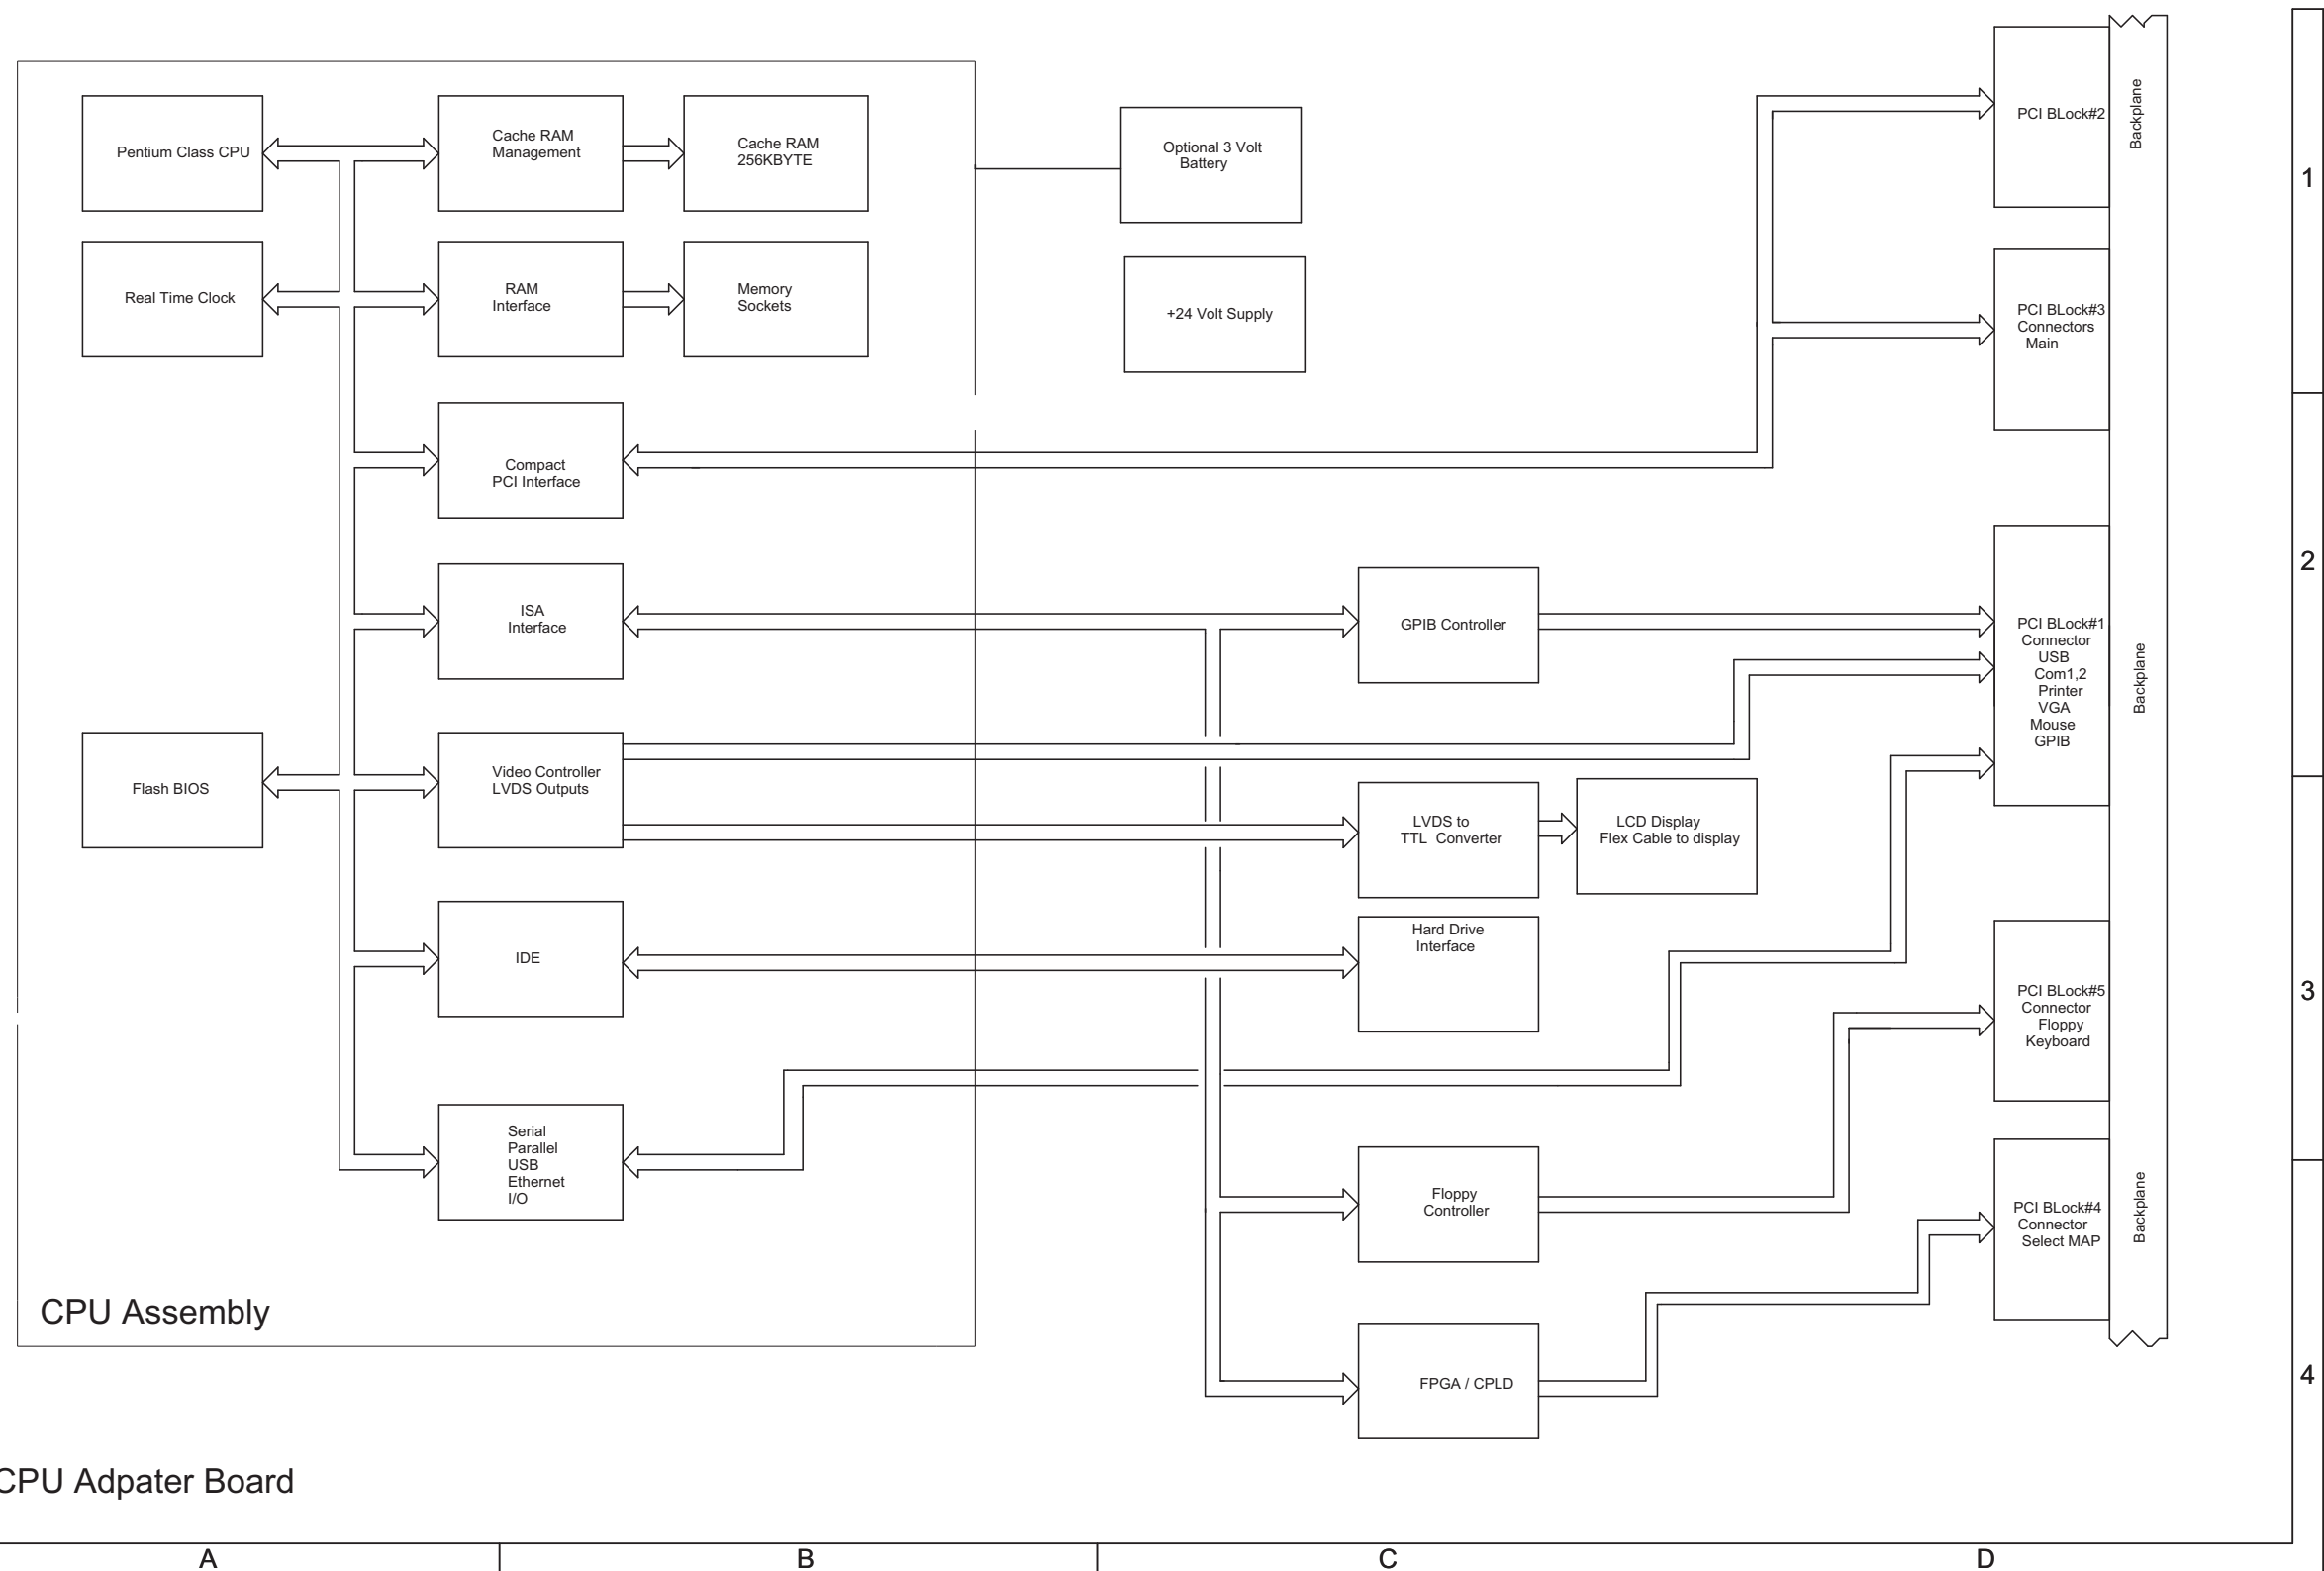 Pentium Class CPU
Cache RAM
Management
Cache RAM
256KBYTE
Optional 3 Volt
Battery
PCI BLock#2
Backplane
1
Real Time Clock
RAM
Interface
Memory
Sockets
+24 Volt Supply
PCI BLock#3
Connectors
Main
Compact
PCI Interface
2
ISA
Interface
GPIB Controller
PCI BLock#1
Connector
USB
Com1,2
Printer
VGA
Mouse
GPIB
Backplane
Flash BIOS
Video Controller
LVDS Outputs
LVDS to
TTL Converter
LCD Display
Flex Cable to display
IDE
Hard Drive
Interface
PCI BLock#5
Connector
Floppy
Keyboard
3
Serial
Parallel
USB
Ethernet
I/O
Floppy
Controller
PCI BLock#4
Connector
Select MAP
Backplane
CPU Assembly
FPGA / CPLD
4
CPU Adpater Board
A
B
C
D